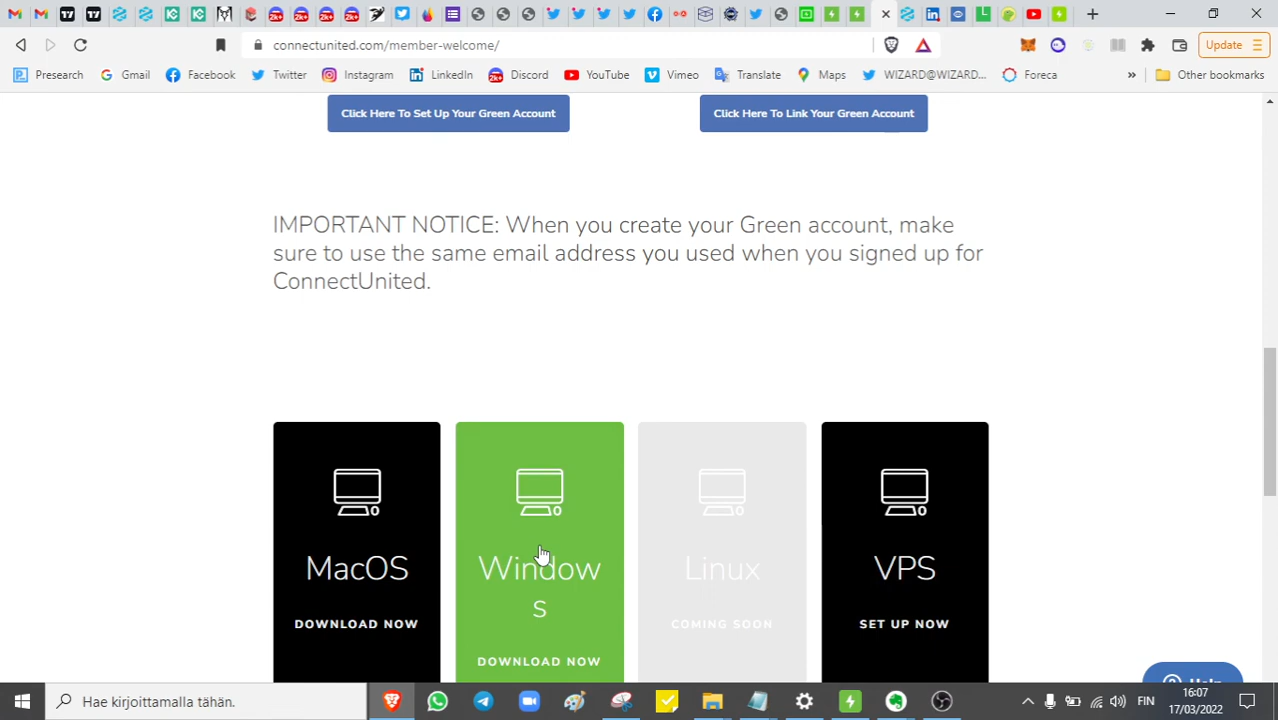 connectunited.com/member-welcome/
Update
Presearch
Gmail
Facebook
Twitter
Instagram
LinkedIn
Discord
YouTube
Vimeo
Translate
Maps
WIZARD@WIZARD...
Foreca
»
Other bookmarks
Click Here To Set Up Your Green Account
Click Here To Link Your Green Account
IMPORTANT NOTICE: When you create your Green account, make
sure to use the same email address you used when you signed up for
ConnectUnited.
MacOS
DOWNLOAD NOW
Window
s
DOWNLOAD NOW
Linux
COMING SOON
VPS
SET UP NOW
Help
Hae kirjoittamalla tähän.
FIN
16:07
17/03/2022